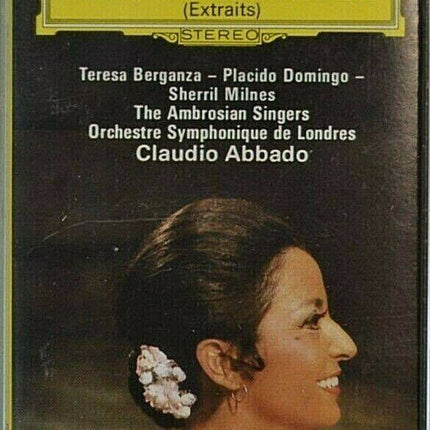 (Extraits)
STEREO
Teresa Berganza – Placido Domingo –
Sherril Milnes
The Ambrosian Singers
Orchestre Symphonique de Londres
Claudio Abbado